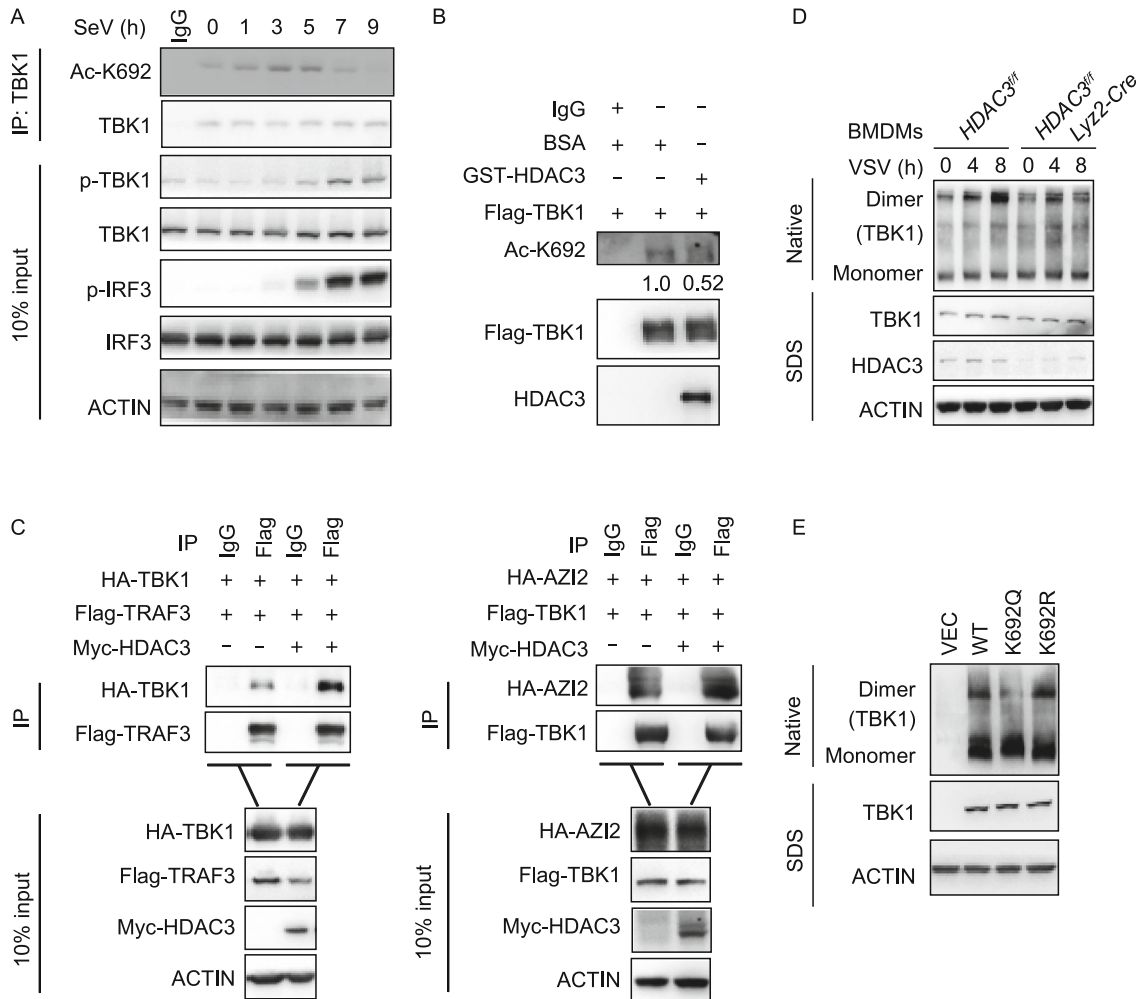 A
SeV (h) IgG 0 1 3 5 7 9
IP: TBK1
Ac-K692
TBK1
10% input
p-TBK1
TBK1
p-IRF3
IRF3
ACTIN
B
IgG + − −
BSA + + −
GST-HDAC3 − − +
Flag-TBK1 + + +
Ac-K692
1.0 0.52
Flag-TBK1
HDAC3
D
BMDMs HDAC3f/f HDAC3f/f Lyz2-Cre
VSV (h) 0 4 8 0 4 8
Native
Dimer
(TBK1)
Monomer
SDS
TBK1
HDAC3
ACTIN
C
IP IgG Flag IgG Flag
HA-TBK1 + + + +
Flag-TRAF3 + + + +
Myc-HDAC3 − − + +
IP
HA-TBK1
Flag-TRAF3
10% input
HA-TBK1
Flag-TRAF3
Myc-HDAC3
ACTIN
IP IgG Flag IgG Flag
HA-AZI2 + + + +
Flag-TBK1 + + + +
Myc-HDAC3 − − + +
IP
HA-AZI2
Flag-TBK1
10% input
HA-AZI2
Flag-TBK1
Myc-HDAC3
ACTIN
E
VEC WT K692Q K692R
Native
Dimer
(TBK1)
Monomer
SDS
TBK1
ACTIN